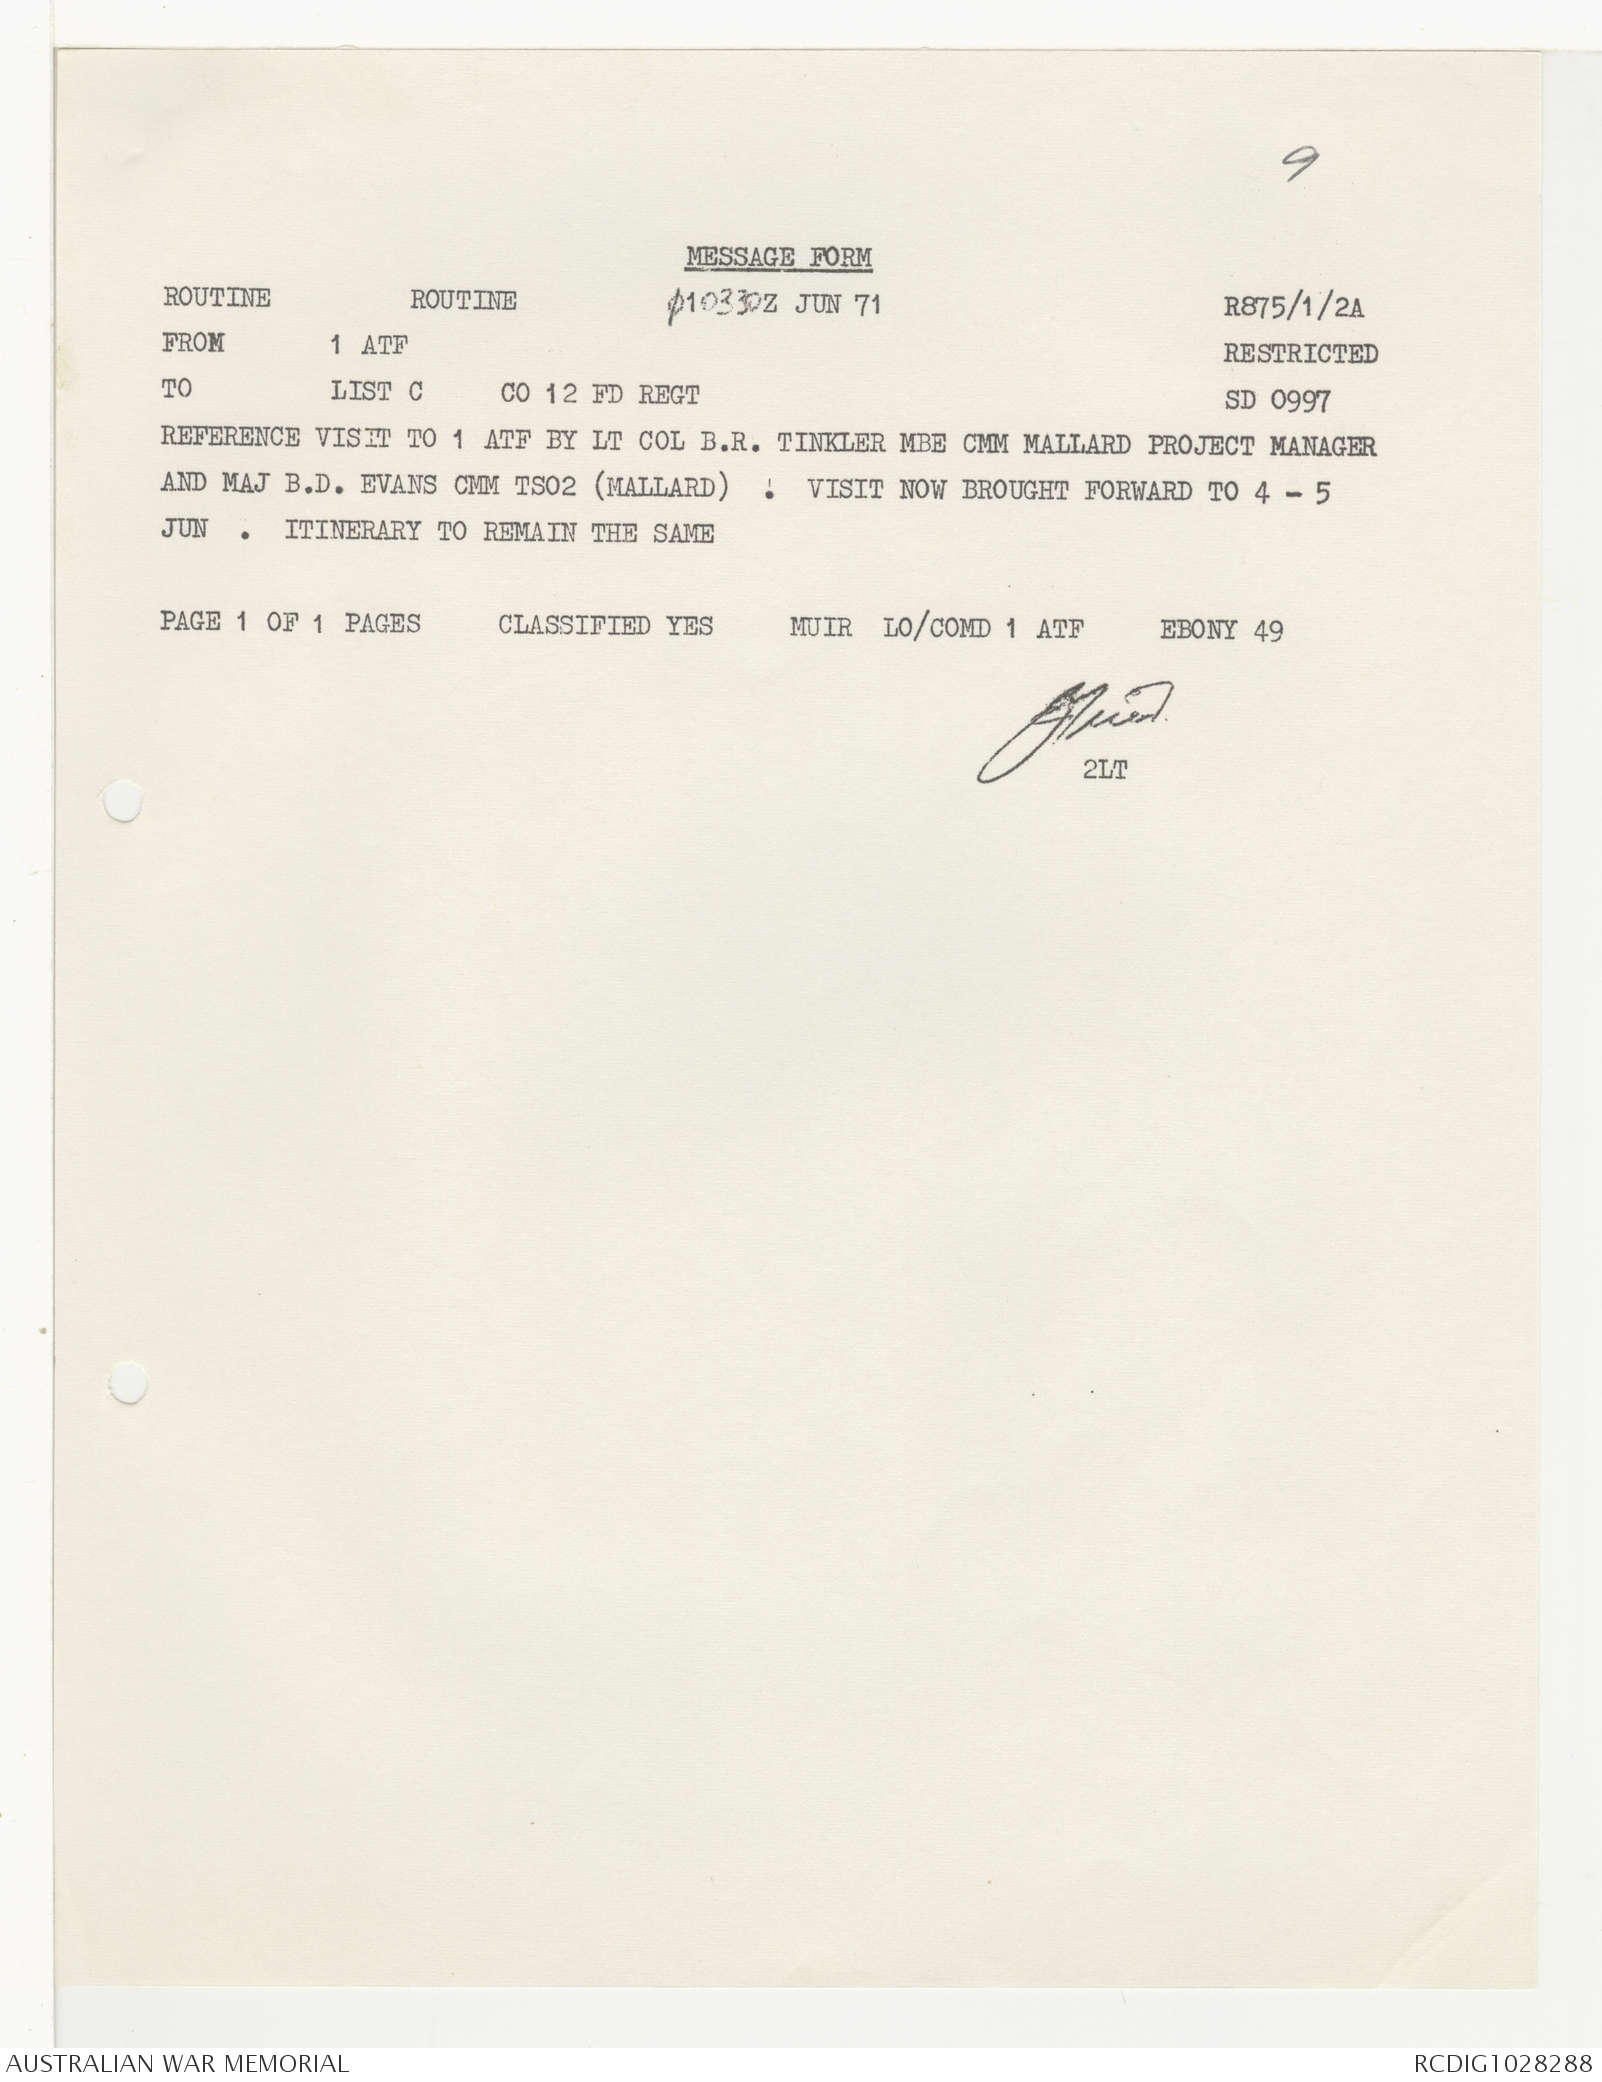 9
MESSAGE FORM
ROUTINE ROUTINE 010330Z JUN 71 R875/1/2A
FROM 1 ATF RESTRICTED
TO LIST C CO 12 FD REGT SD 0997
REFERENCE VISIT TO 1 ATF BY LT COL B.R. TINKLER MBE CMM MALLARD PROJECT MANAGER
AND MAJ B.D. EVANS CMM TSO2 (MALLARD) : VISIT NOW BROUGHT FORWARD TO 4 - 5
JUN . ITINERARY TO REMAIN THE SAME
PAGE 1 OF 1 PAGES CLASSIFIED YES MUIR LO/COMD 1 ATF EBONY 49
2LT
AUSTRALIAN WAR MEMORIAL RCDIG1028288